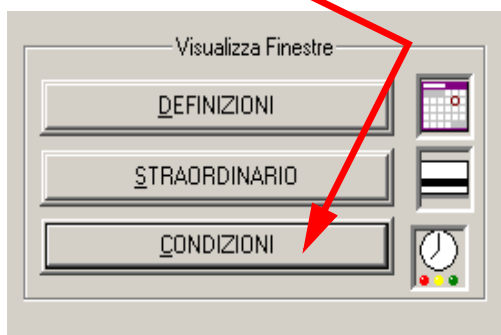 Visualizza Finestre
DEFINIZIONI
STRAORDINARIO
CONDIZIONI